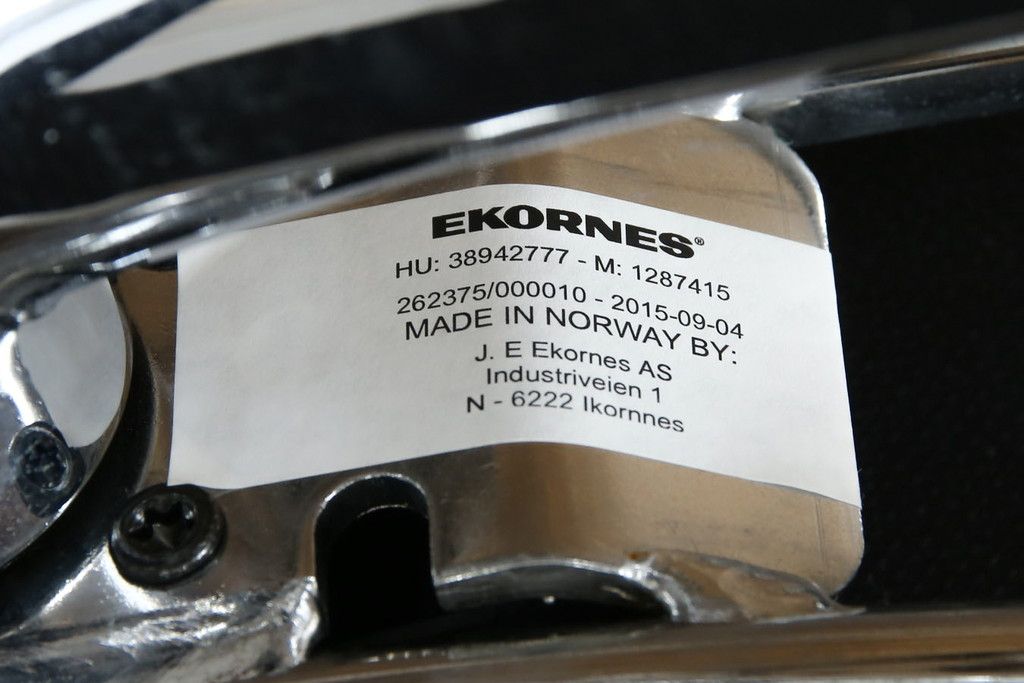 EKORNES®
HU: 38942777 - M: 1287415
262375/000010 - 2015-09-04
MADE IN NORWAY BY:
J. E Ekornes AS
Industriveien 1
N - 6222 Ikornnes